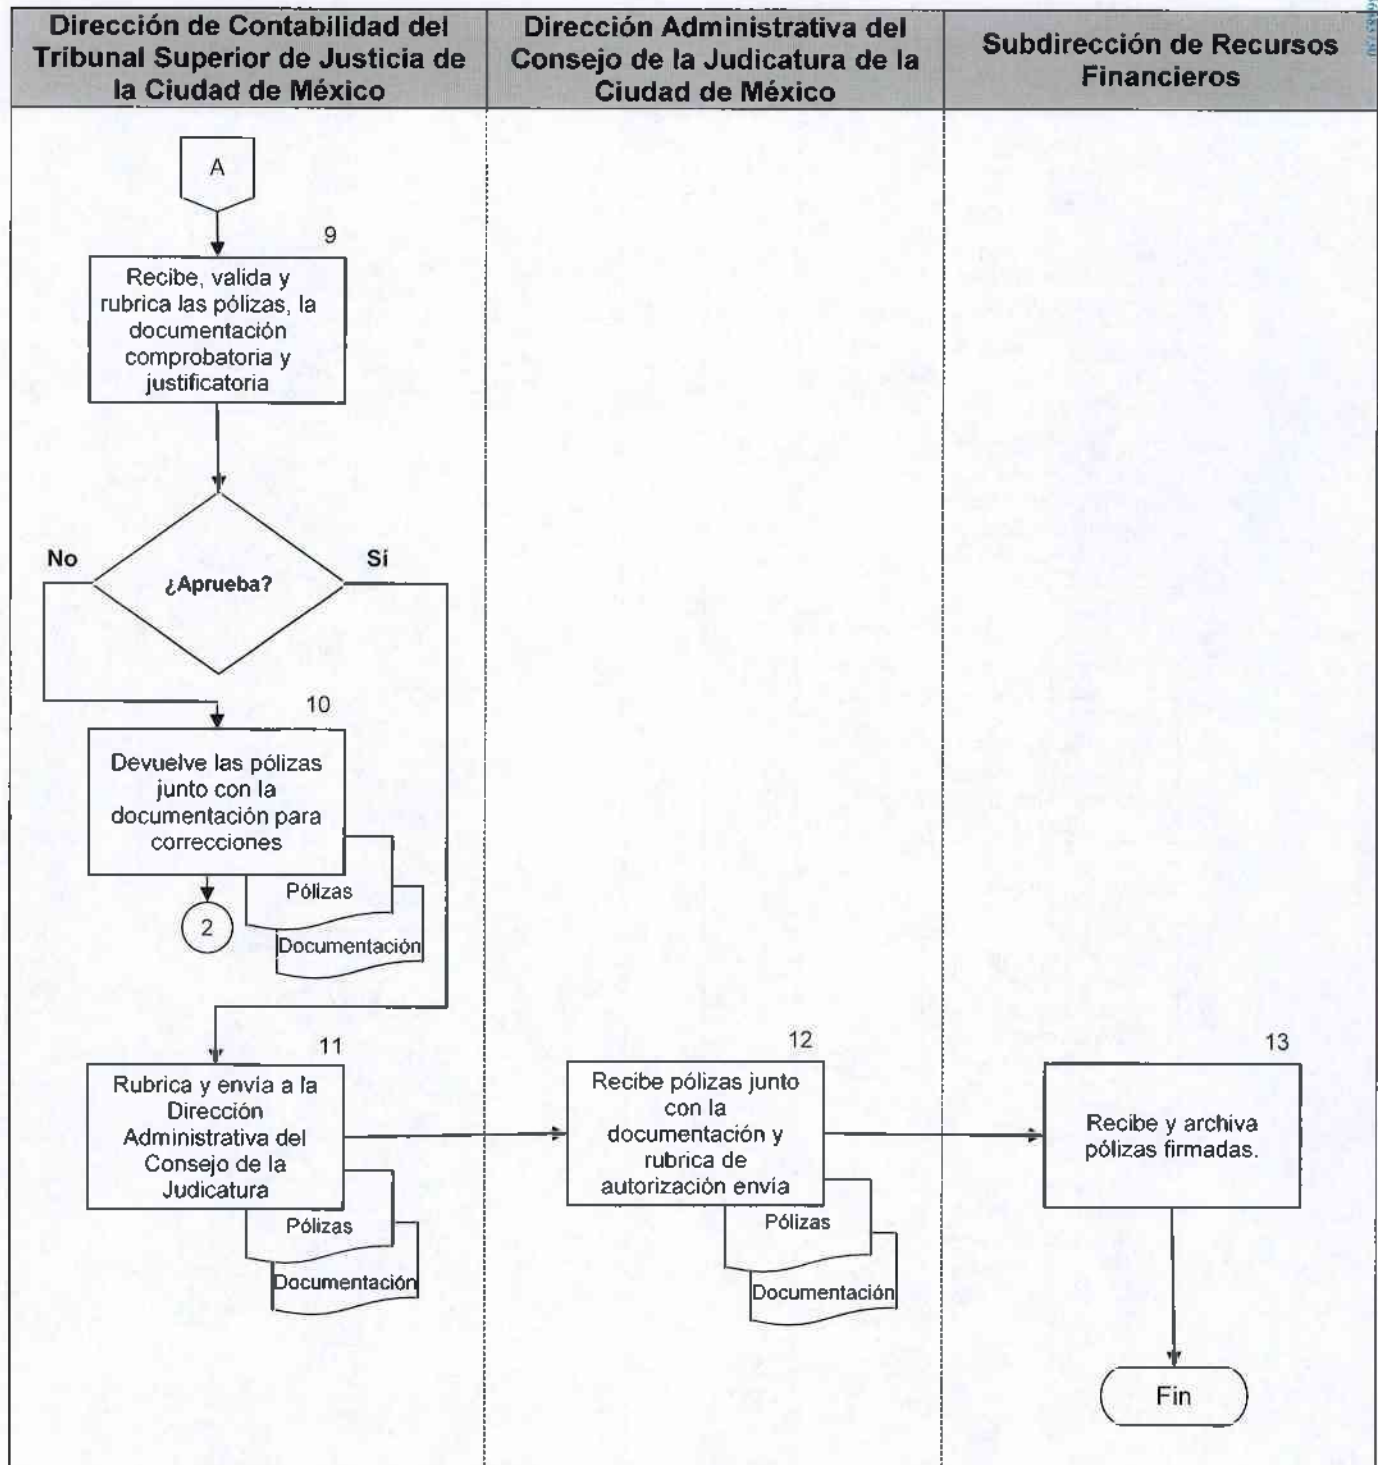 Dirección de Contabilidad del
Tribunal Superior de Justicia de
la Ciudad de México
Dirección Administrativa del
Consejo de la Judicatura de la
Ciudad de México
Subdirección de Recursos
Financieros
A
9
Recibe, valida y
rubrica las pólizas, la
documentación
comprobatoria y
justificatoria
No
¿Aprueba?
Sí
10
Devuelve las pólizas
junto con la
documentación para
correcciones
Pólizas
2
Documentación
11
Rubrica y envía a la
Dirección
Administrativa del
Consejo de la
Judicatura
Pólizas
Documentación
12
Recibe pólizas junto
con la
documentación y
rubrica de
autorización envía
Pólizas
Documentación
13
Recibe y archiva
pólizas firmadas.
Fin